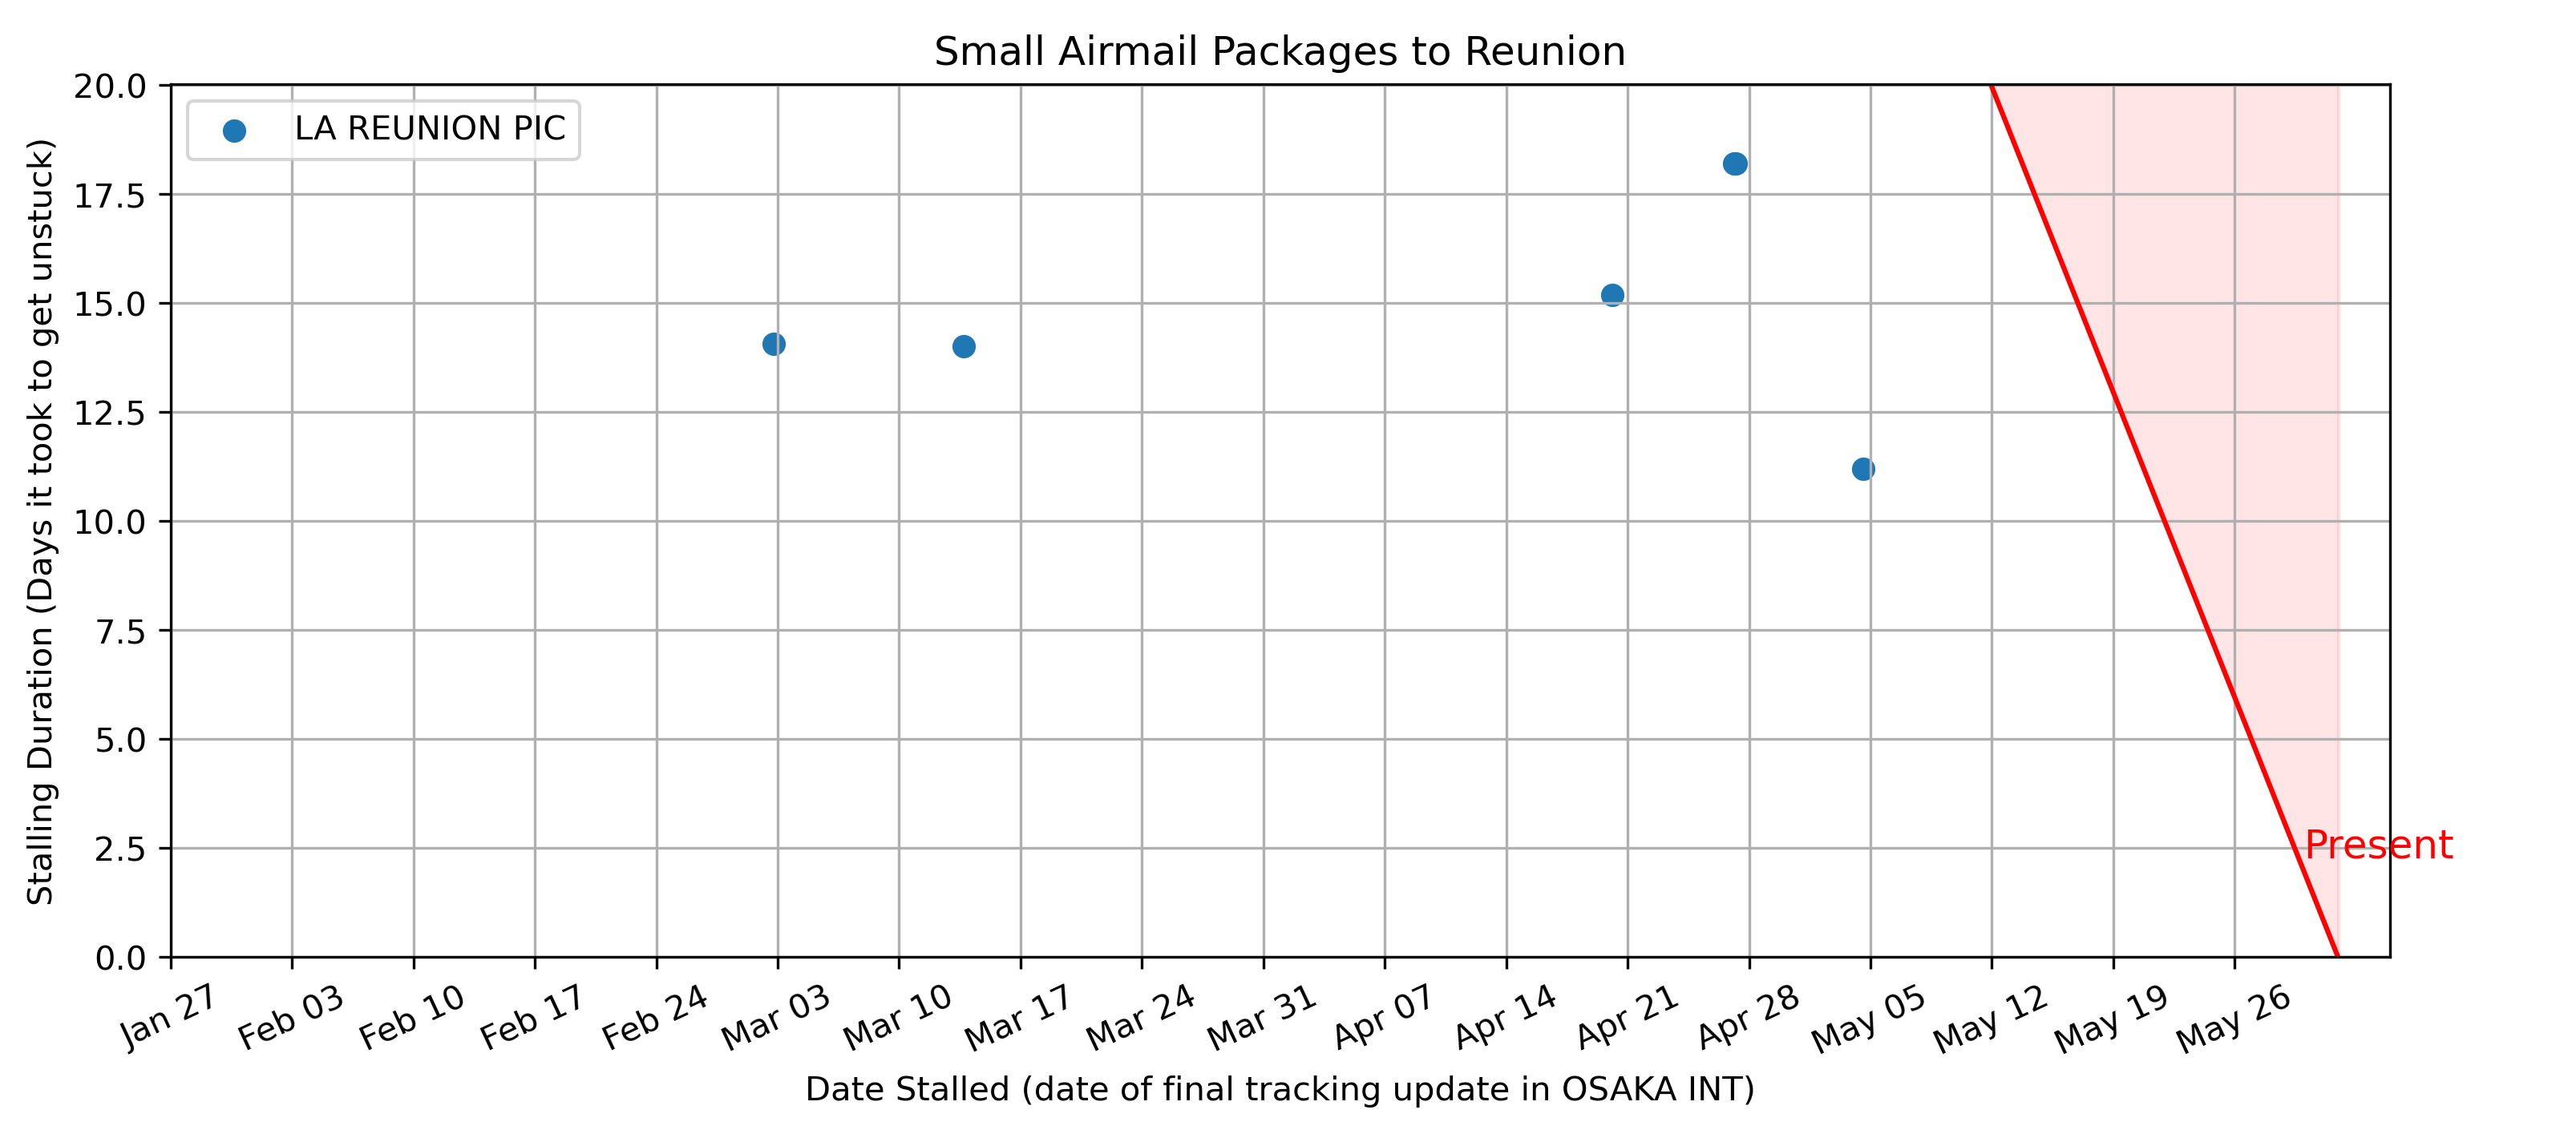 Small Airmail Packages to Reunion
LA REUNION PIC
Stalling Duration (Days it took to get unstuck)
20.0
17.5
15.0
12.5
10.0
7.5
5.0
2.5
0.0
Present
Jan 27
Feb 03
Feb 10
Feb 17
Feb 24
Mar 03
Mar 10
Mar 17
Mar 24
Mar 31
Apr 07
Apr 14
Apr 21
Apr 28
May 05
May 12
May 19
May 26
Date Stalled (date of final tracking update in OSAKA INT)